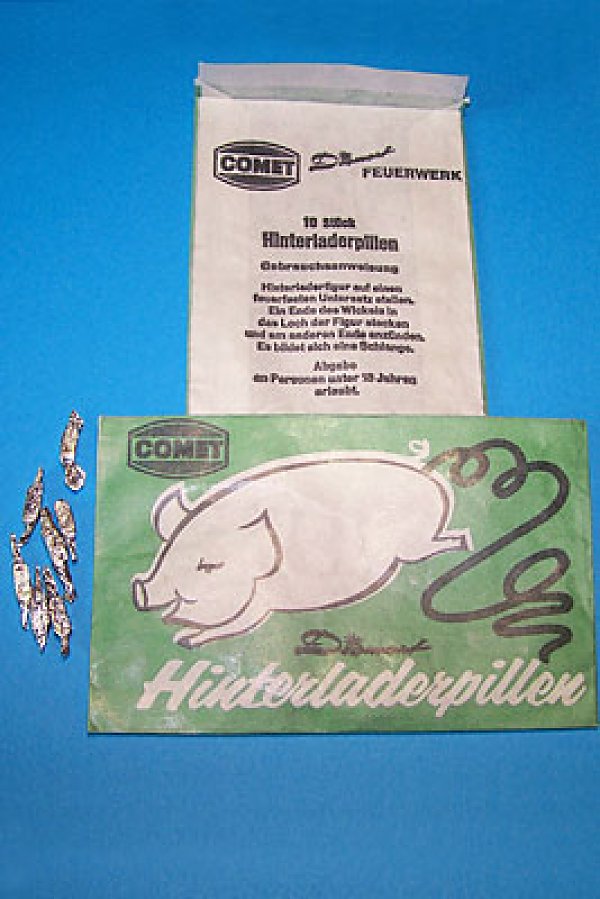 COMET
FEUERWERK
10 Stück
Hinterladerpillen
Gebrauchsanweisung
Hinterladerfigur auf einen
feuerfesten Untersatz stellen.
Ein Ende des Wickels in
das Loch der Figur stecken
und am anderen Ende anzünden.
Es bildet sich eine Schlange.
Abgabe
an Personen unter 18 Jahren
erlaubt.
COMET
Hinterladerpillen